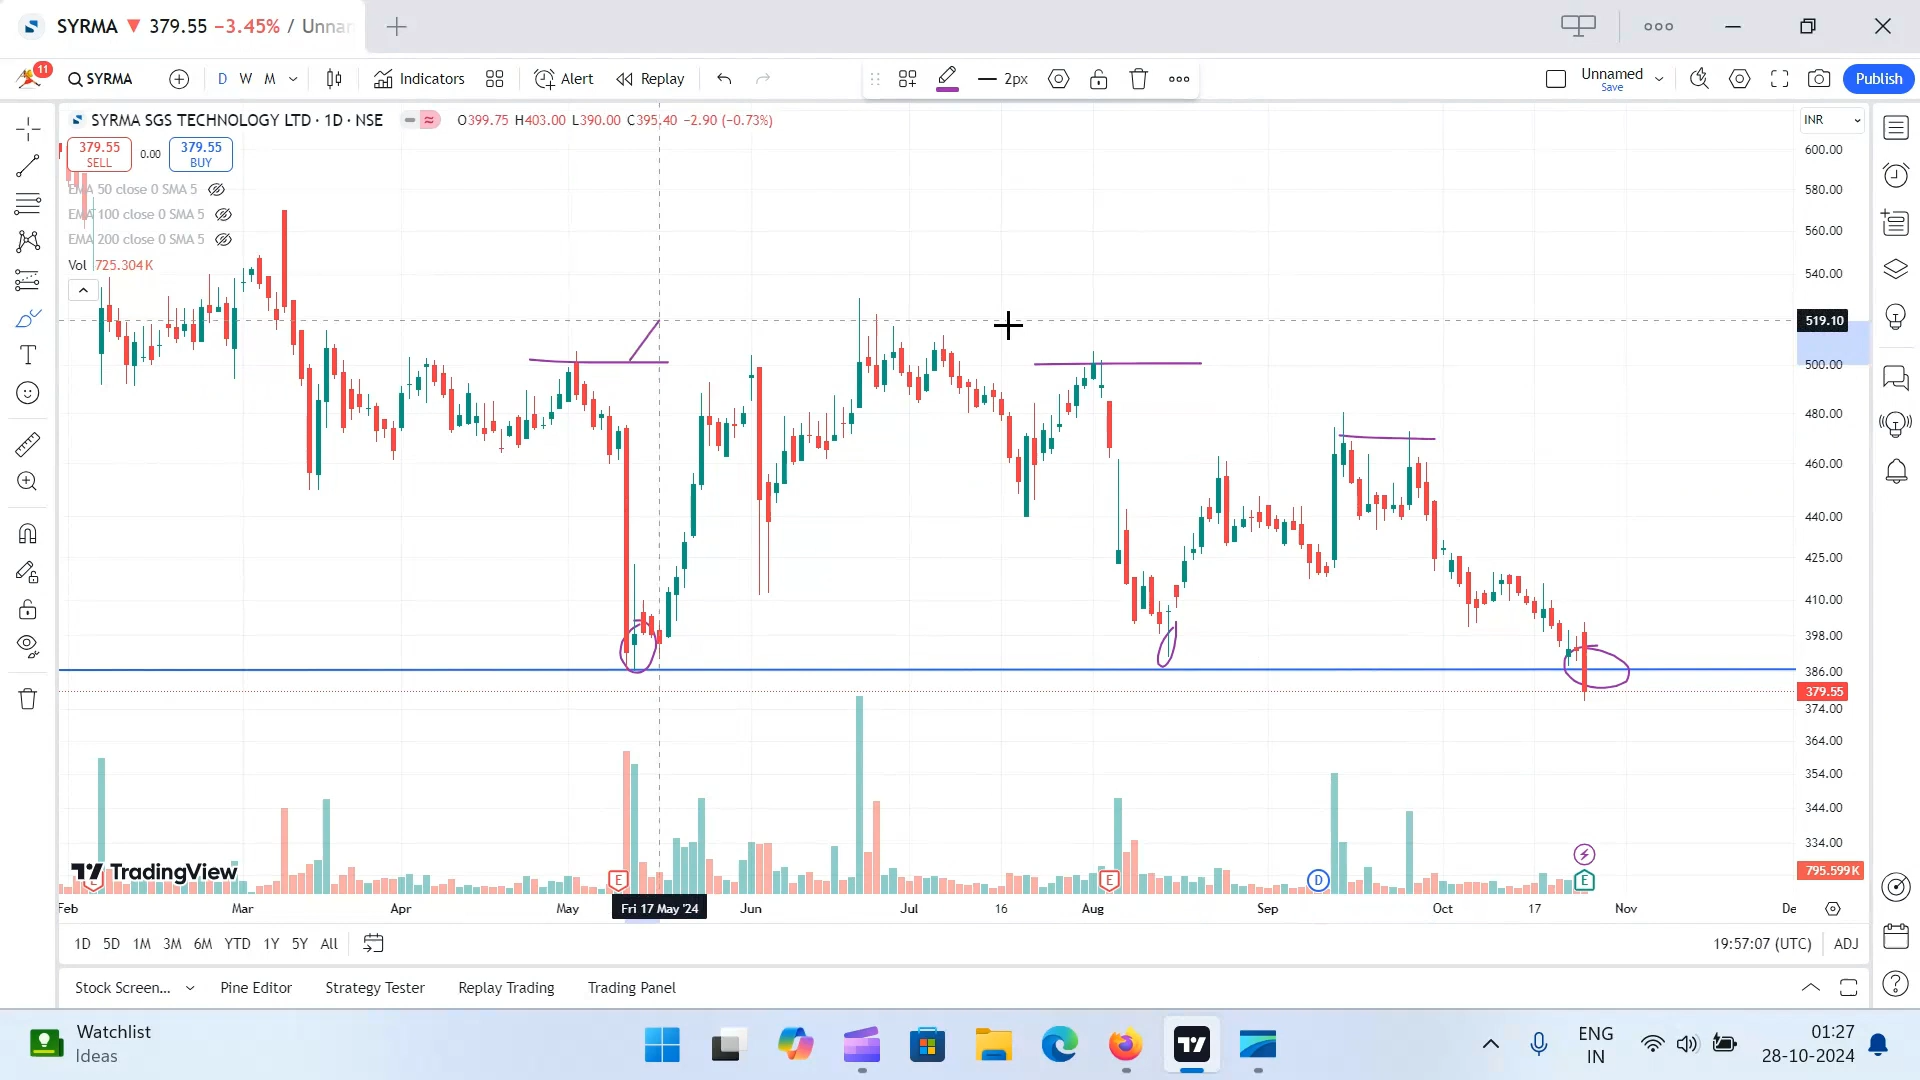 SYRMA ▼ 379.55 −3.45% / Unnar
11 SYRMA D W M Indicators Alert Replay 2px Unnamed Save Publish
SYRMA SGS TECHNOLOGY LTD · 1D · NSE O399.75 H403.00 L390.00 C395.40 −2.90 (−0.73%)
INR
379.55 SELL 0.00 379.55 BUY
EMA 50 close 0 SMA 5
EMA 100 close 0 SMA 5
EMA 200 close 0 SMA 5
Vol 725.304K
600.00
580.00
560.00
540.00
519.10
500.00
480.00
460.00
440.00
425.00
410.00
398.00
386.00
379.55
374.00
364.00
354.00
344.00
334.00
795.599K
TradingView
E E E D E
Feb Mar Apr May Fri 17 May '24 Jun Jul 16 Aug Sep Oct 17 Nov De
1D 5D 1M 3M 6M YTD 1Y 5Y All 19:57:07 (UTC) ADJ
Stock Screen... Pine Editor Strategy Tester Replay Trading Trading Panel
Watchlist
Ideas
ENG
IN
01:27
28-10-2024